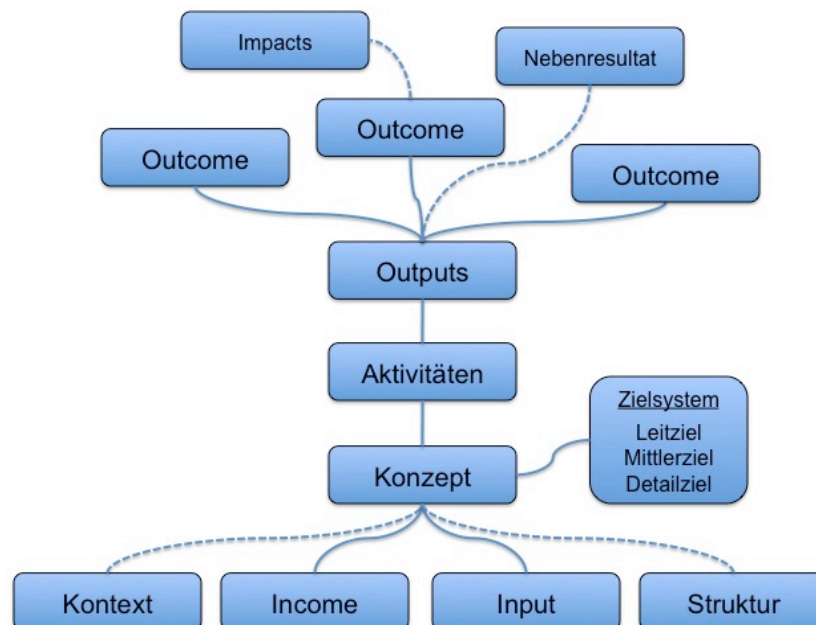 Impacts
Nebenresultat
Outcome
Outcome
Outcome
Outputs
Aktivitäten
Zielsystem
Leitziel
Mittlerziel
Detailziel
Konzept
Kontext
Income
Input
Struktur